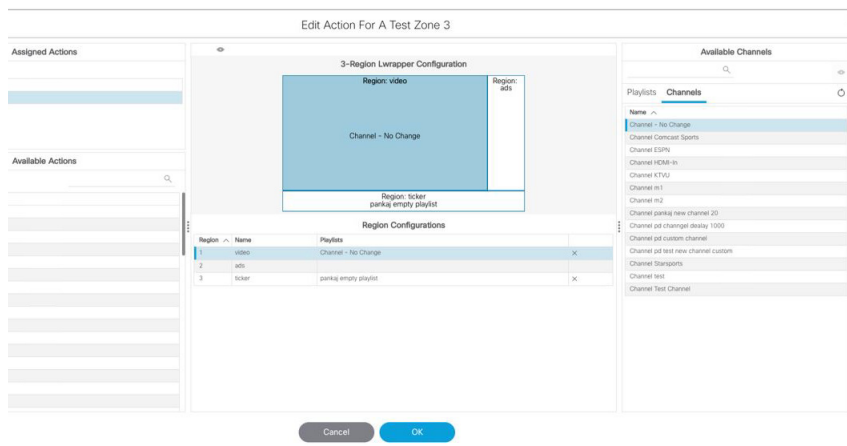 Edit Action For A Test Zone 3
Assigned Actions
Available Actions
3-Region Lwrapper Configuration
Region: video
Region:
ads
Channel - No Change
Region: ticker
pankaj empty playlist
Region Configurations
Region Name Playlists
1 video Channel - No Change
2 ads
3 ticker pankaj empty playlist
Available Channels
Playlists Channels
Name
Channel - No Change
Channel Comcast Sports
Channel ESPN
Channel HDMI-In
Channel KTVU
Channel m1
Channel m2
Channel pankaj new channel 20
Channel pd channgel dealay 1000
Channel pd custom channel
Channel pd test new channel custom
Channel Starsports
Channel test
Channel Test Channel
Cancel OK